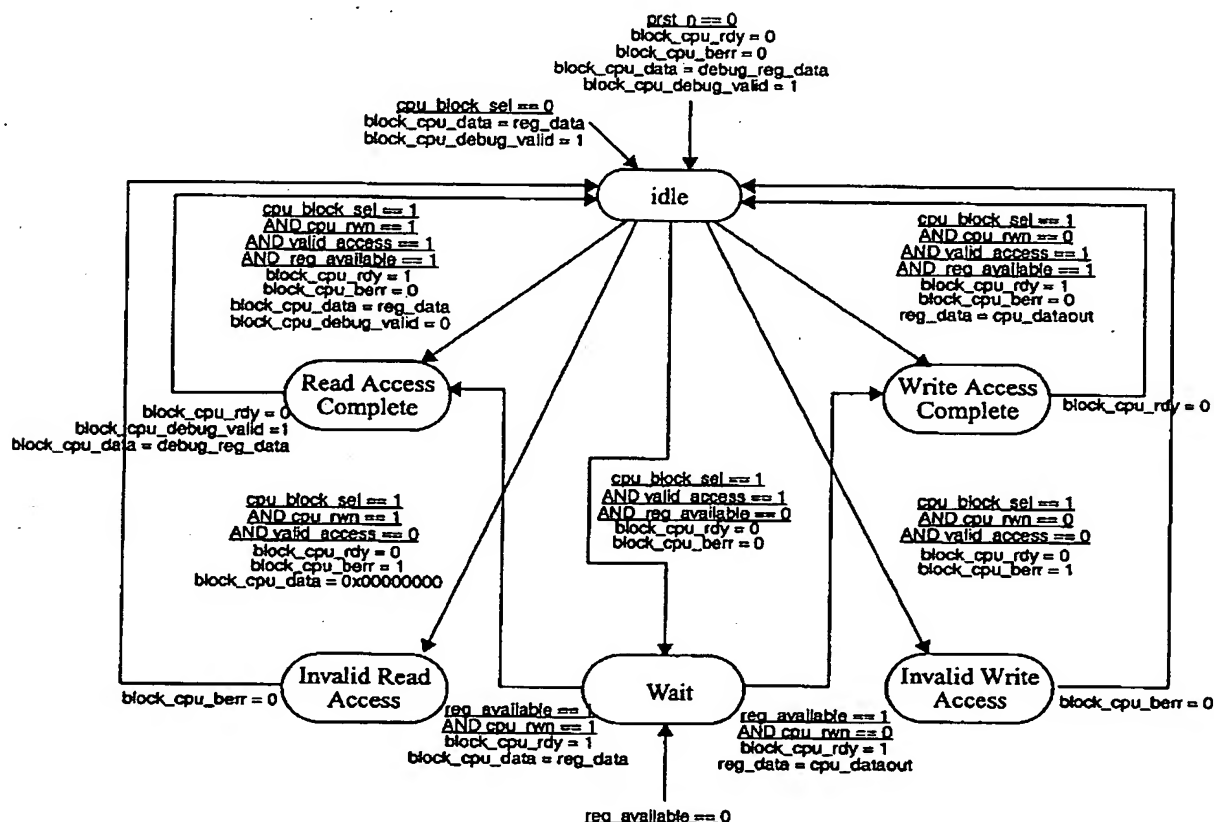 prst_n == 0
block_cpu_rdy = 0
block_cpu_berr = 0
block_cpu_data = debug_reg_data
block_cpu_debug_valid = 1
cpu_block_sel == 0
block_cpu_data = reg_data
block_cpu_debug_valid = 1
idle
cpu_block_sel == 1
AND cpu_rwn == 1
AND valid_access == 1
AND reg_available == 1
block_cpu_rdy = 1
block_cpu_berr = 0
block_cpu_data = reg_data
block_cpu_debug_valid = 0
cpu_block_sel == 1
AND cpu_rwn == 0
AND valid_access == 1
AND reg_available == 1
block_cpu_rdy = 1
block_cpu_berr = 0
reg_data = cpu_dataout
Read Access
Complete
Write Access
Complete
block_cpu_rdy = 0
block_cpu_debug_valid =1
block_cpu_data = debug_reg_data
block_cpu_rdy = 0
cpu_block_sel == 1
AND cpu_rwn == 1
AND valid_access == 0
block_cpu_rdy = 0
block_cpu_berr = 1
block_cpu_data = 0x00000000
cpu_block_sel == 1
AND valid_access == 1
AND reg_available == 0
block_cpu_rdy = 0
block_cpu_berr = 0
cpu_block_sel == 1
AND cpu_rwn == 0
AND valid_access == 0
block_cpu_rdy = 0
block_cpu_berr = 1
Invalid Read
Access
Wait
Invalid Write
Access
block_cpu_berr = 0
reg_available == 1
AND cpu_rwn == 1
block_cpu_rdy = 1
block_cpu_data = reg_data
reg_available == 1
AND cpu_rwn == 0
block_cpu_rdy = 1
reg_data = cpu_dataout
block_cpu_berr = 0
reg_available == 0